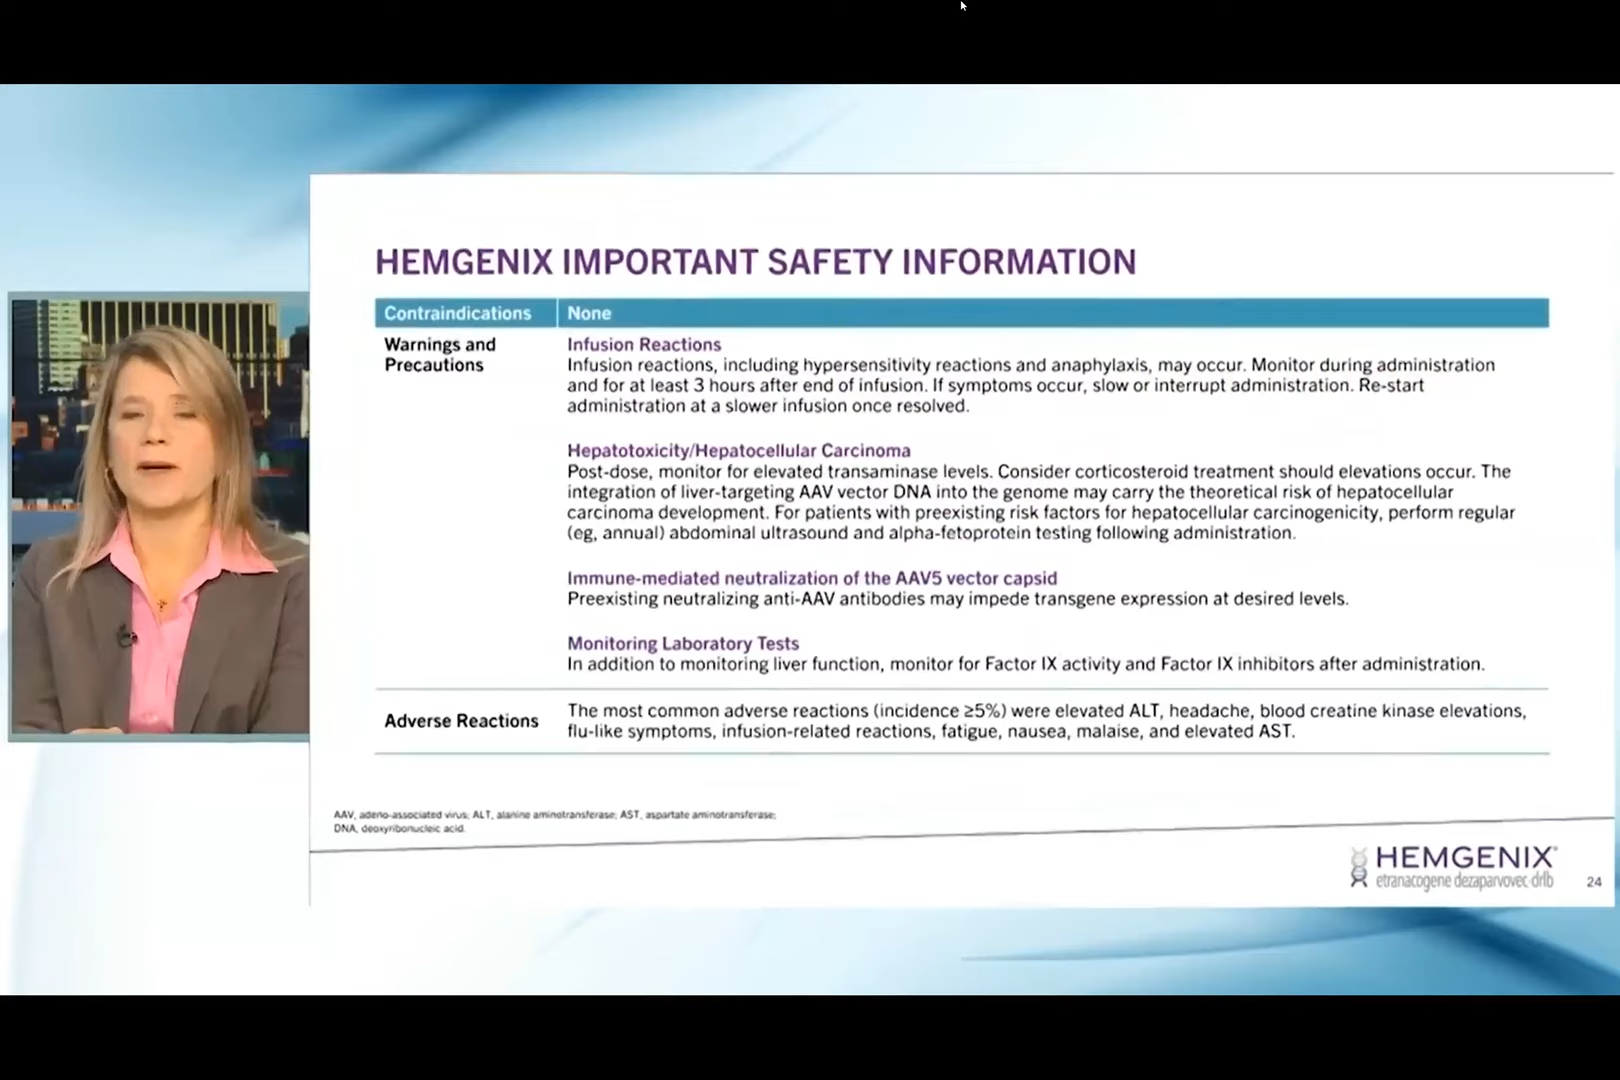 HEMGENIX IMPORTANT SAFETY INFORMATION
Contraindications None
Warnings and Precautions
Infusion Reactions
Infusion reactions, including hypersensitivity reactions and anaphylaxis, may occur. Monitor during administration
and for at least 3 hours after end of infusion. If symptoms occur, slow or interrupt administration. Re-start
administration at a slower infusion once resolved.
Hepatotoxicity/Hepatocellular Carcinoma
Post-dose, monitor for elevated transaminase levels. Consider corticosteroid treatment should elevations occur. The
integration of liver-targeting AAV vector DNA into the genome may carry the theoretical risk of hepatocellular
carcinoma development. For patients with preexisting risk factors for hepatocellular carcinogenicity, perform regular
(eg, annual) abdominal ultrasound and alpha-fetoprotein testing following administration.
Immune-mediated neutralization of the AAV5 vector capsid
Preexisting neutralizing anti-AAV antibodies may impede transgene expression at desired levels.
Monitoring Laboratory Tests
In addition to monitoring liver function, monitor for Factor IX activity and Factor IX inhibitors after administration.
Adverse Reactions
The most common adverse reactions (incidence ≥5%) were elevated ALT, headache, blood creatine kinase elevations,
flu-like symptoms, infusion-related reactions, fatigue, nausea, malaise, and elevated AST.
AAV, adeno-associated virus; ALT, alanine aminotransferase; AST, aspartate aminotransferase;
DNA, deoxyribonucleic acid.
HEMGENIX®
etranacogene dezaparvovec-drlb
24